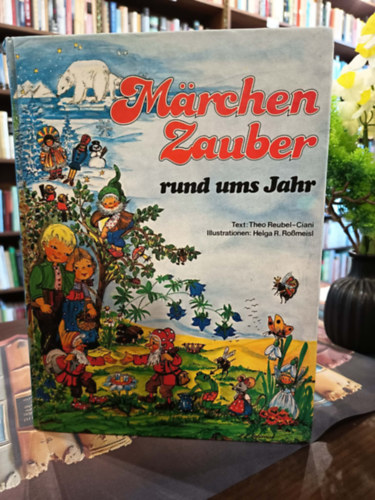 Märchen
Zauber
rund ums Jahr
Text: Theo Reubel-Ciani
Illustrationen: Helga R. Roßmeisl